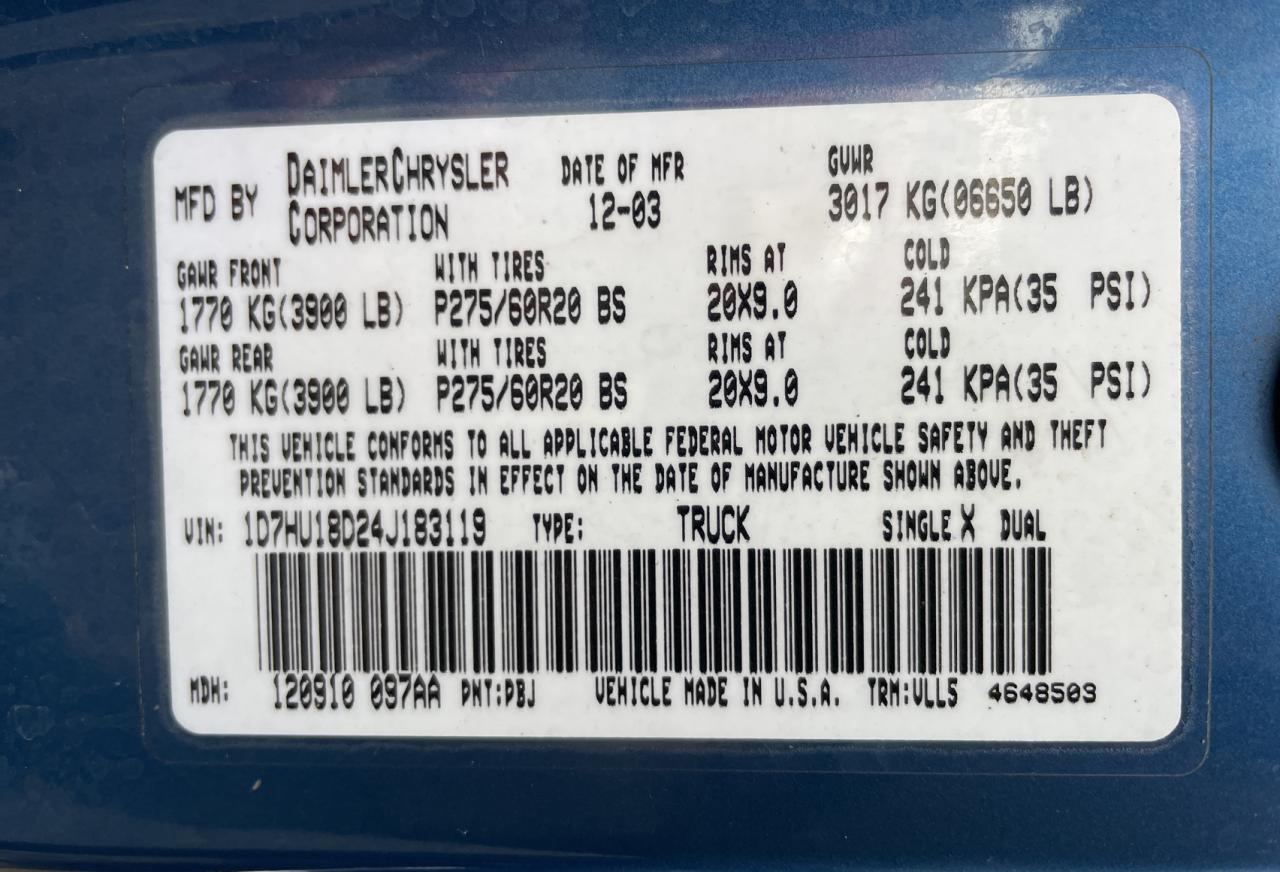 MFD BY DAIMLERCHRYSLER CORPORATION DATE OF MFR 12-03 GVWR 3017 KG(06650 LB)
GAWR FRONT WITH TIRES RIMS AT COLD
1770 KG(3900 LB) P275/60R20 BS 20X9.0 241 KPA(35 PSI)
GAWR REAR WITH TIRES RIMS AT COLD
1770 KG(3900 LB) P275/60R20 BS 20X9.0 241 KPA(35 PSI)
THIS VEHICLE CONFORMS TO ALL APPLICABLE FEDERAL MOTOR VEHICLE SAFETY AND THEFT
PREVENTION STANDARDS IN EFFECT ON THE DATE OF MANUFACTURE SHOWN ABOVE.
VIN: 1D7HU18D24J183119 TYPE: TRUCK SINGLE X DUAL
MDH: 120910 097AA PNT:PBJ VEHICLE MADE IN U.S.A. TRM:VLL5 4648503